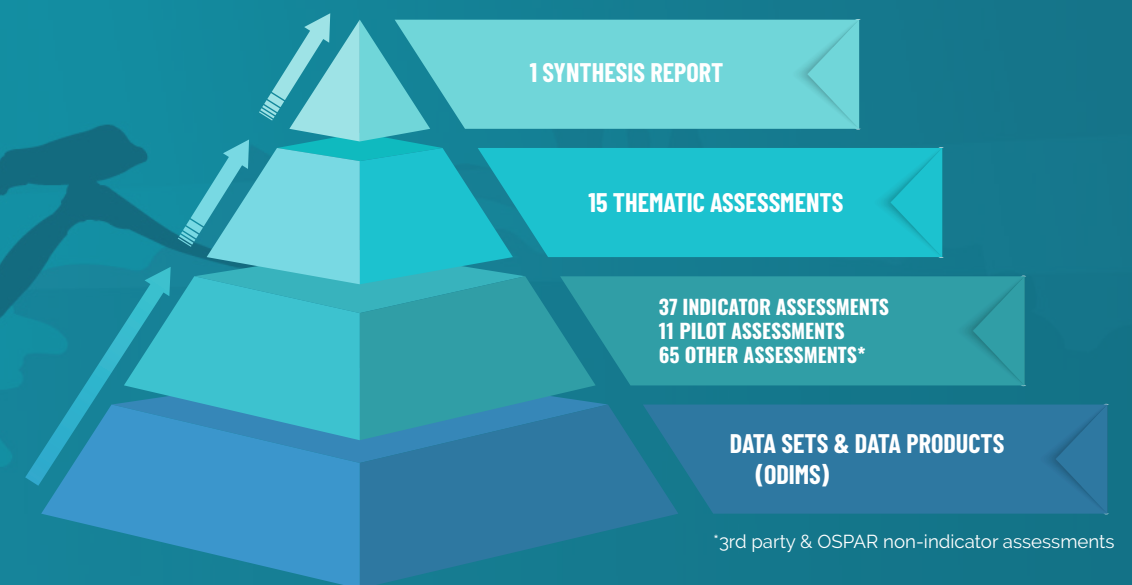 1 SYNTHESIS REPORT
15 THEMATIC ASSESSMENTS
37 INDICATOR ASSESSMENTS
11 PILOT ASSESSMENTS
65 OTHER ASSESSMENTS*
DATA SETS & DATA PRODUCTS
(ODIMS)
*3rd party & OSPAR non-indicator assessments